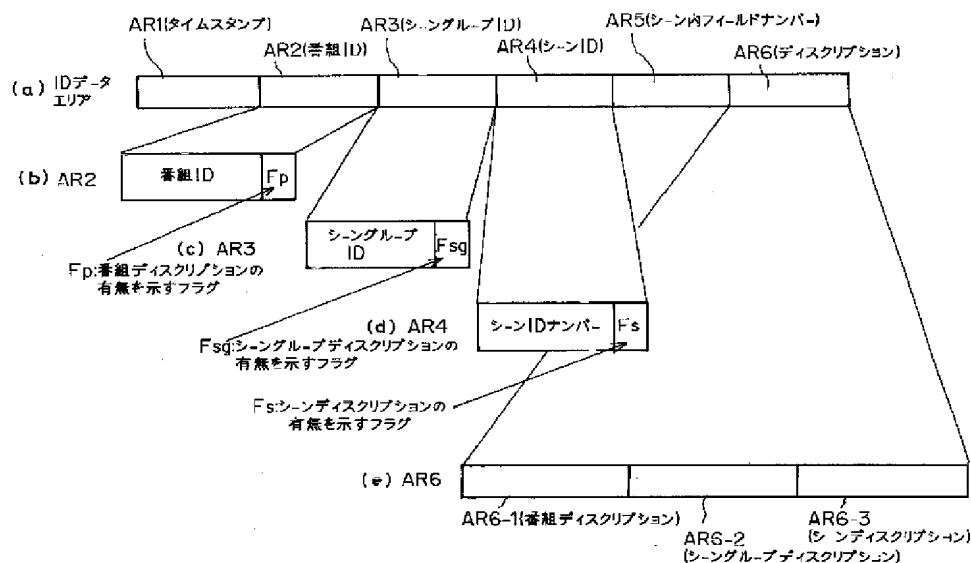 AR1(タイムスタンプ)
AR2(番組ID)
AR3(シーングループID)
AR4(シーンID)
AR5(シーン内フィールドナンバー)
AR6(ディスクリプション)
(a) IDデータ
エリア
(b) AR2
番組ID
Fp
(c) AR3
シーングループ
ID
Fsg
Fp:番組ディスクリプションの
有無を示すフラグ
(d) AR4
シーンIDナンバー
Fs
Fsg:シーングループディスクリプションの
有無を示すフラグ
Fs:シーンディスクリプションの
有無を示すフラグ
(e) AR6
AR6-1(番組ディスクリプション)
AR6-2
(シーングループディスクリプション)
AR6-3
(シーンディスクリプション)